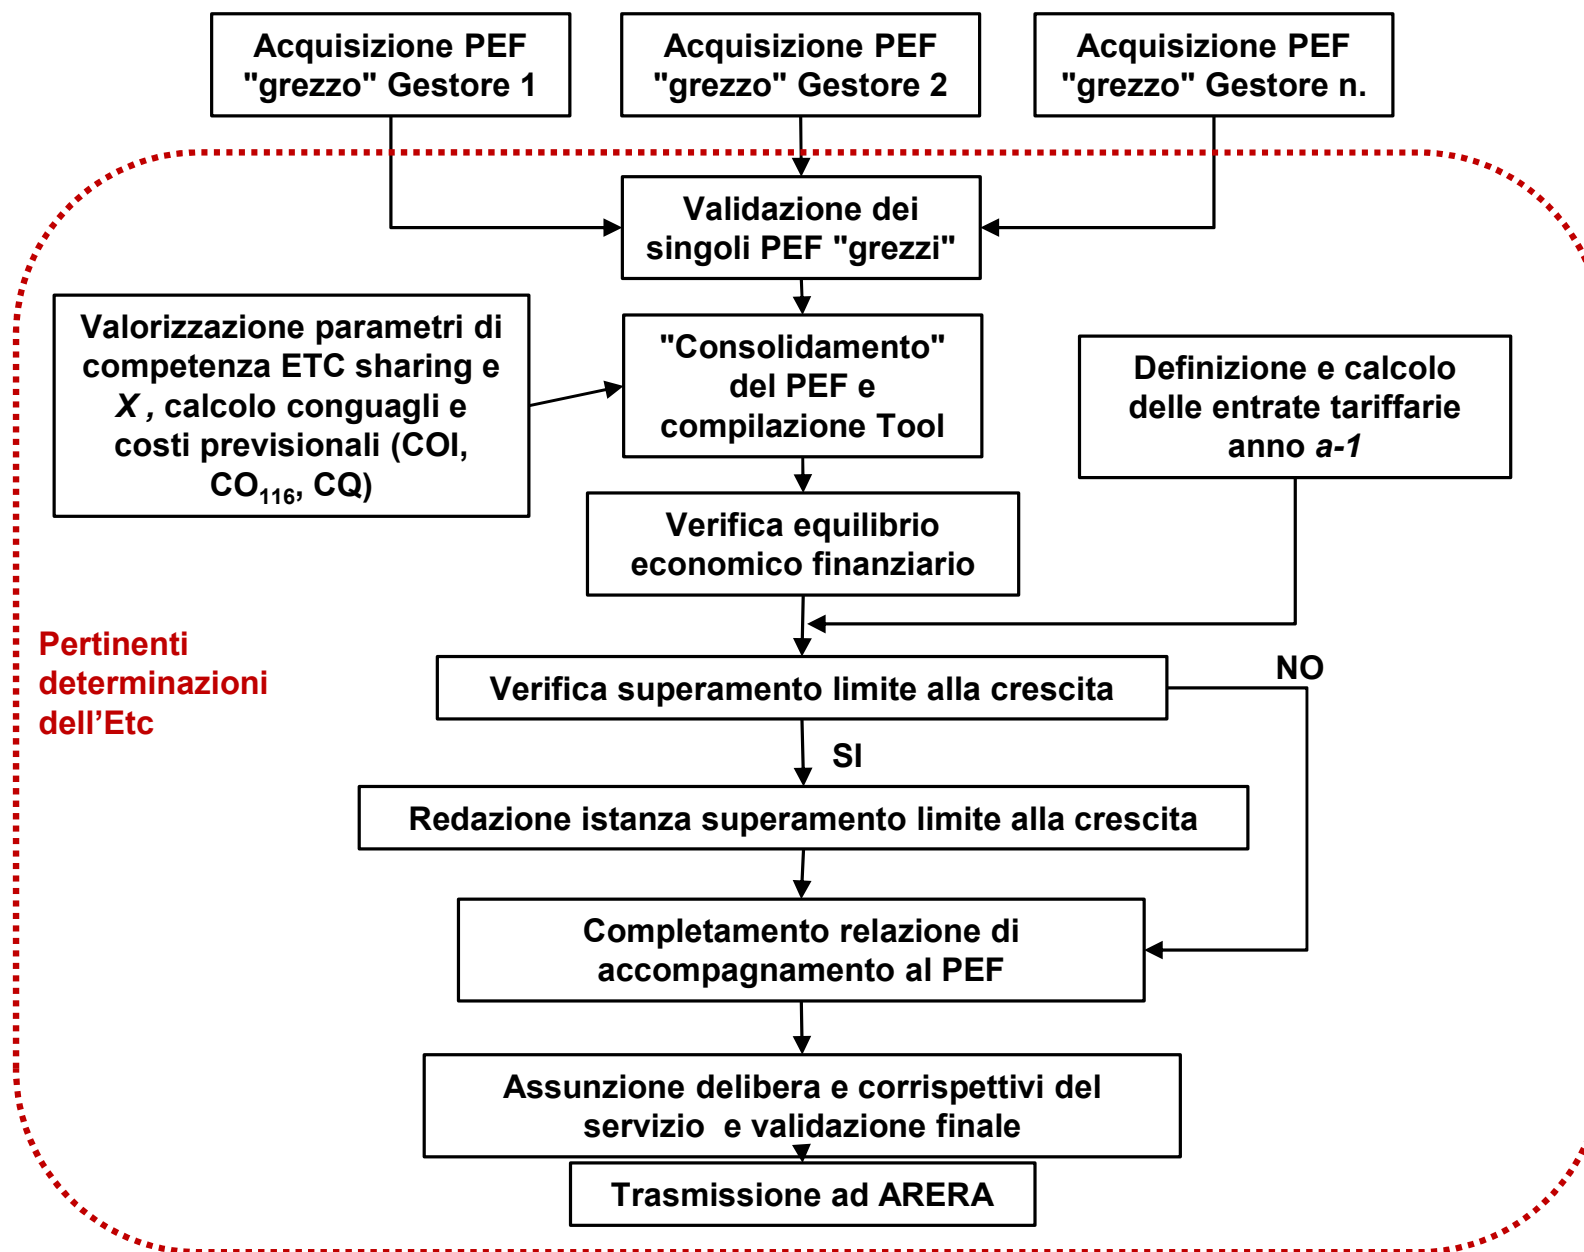 Acquisizione PEF
"grezzo" Gestore 1
Acquisizione PEF
"grezzo" Gestore 2
Acquisizione PEF
"grezzo" Gestore n.
Validazione dei
singoli PEF "grezzi"
Valorizzazione parametri di
competenza ETC sharing e
X , calcolo conguagli e
costi previsionali (COI,
CO116, CQ)
"Consolidamento"
del PEF e
compilazione Tool
Definizione e calcolo
delle entrate tariffarie
anno a-1
Verifica equilibrio
economico finanziario
Pertinenti
determinazioni
dell’Etc
Verifica superamento limite alla crescita
NO
SI
Redazione istanza superamento limite alla crescita
Completamento relazione di
accompagnamento al PEF
Assunzione delibera e corrispettivi del
servizio  e validazione finale
Trasmissione ad ARERA